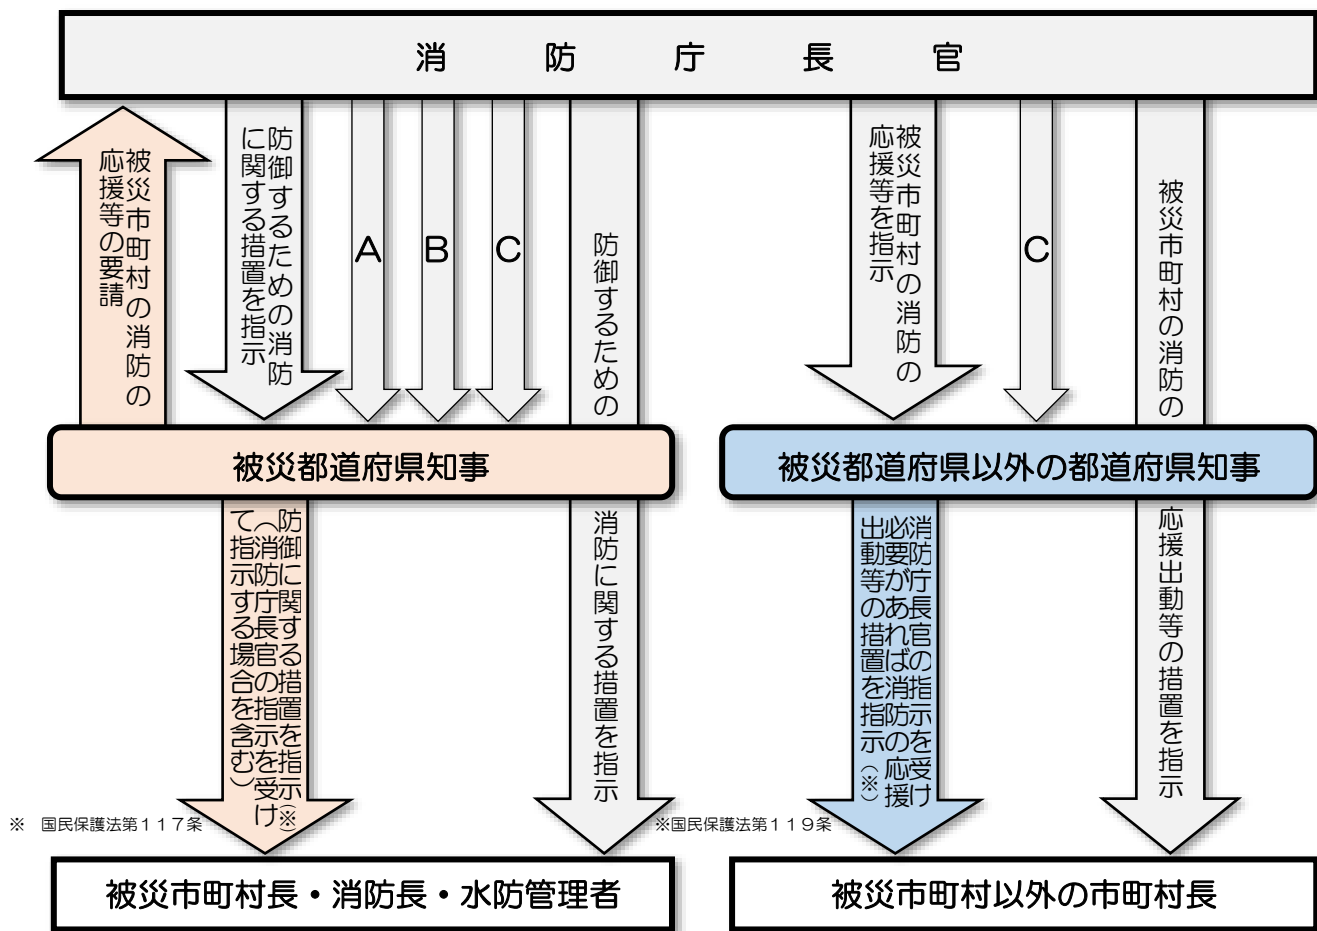 消防庁長官
被災市町村の消防の
応援等の要請
防御するための消防
に関する措置を指示
A
B
C
防御するための
消防に関する措置を指示
被災市町村の消防の
応援等を指示
C
被災市町村の消防の
応援出動等の措置を指示
被災都道府県知事
被災都道府県以外の都道府県知事
防御に関する措置を指示(※)
(消防庁長官の指示を受け
て指示する場合を含む)
消防庁長官の指示を受け
必要があれば消防の応援
出動等の措置を指示(※)
※ 国民保護法第117条
※国民保護法第119条
被災市町村長・消防長・水防管理者
被災市町村以外の市町村長